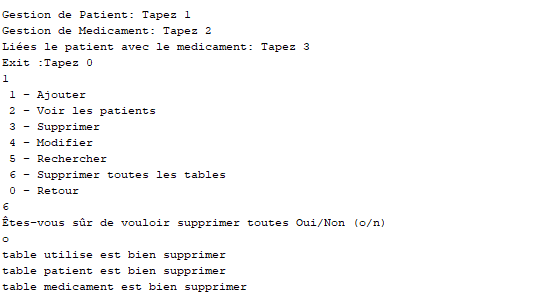 Gestion de Patient: Tapez 1
Gestion de Medicament: Tapez 2
Liées le patient avec le medicament: Tapez 3
Exit :Tapez 0
1
1 - Ajouter
2 - Voir les patients
3 - Supprimer
4 - Modifier
5 - Rechercher
6 - Supprimer toutes les tables
0 - Retour
6
Êtes-vous sûr de vouloir supprimer toutes Oui/Non (o/n)
o
table utilise est bien supprimer
table patient est bien supprimer
table medicament est bien supprimer